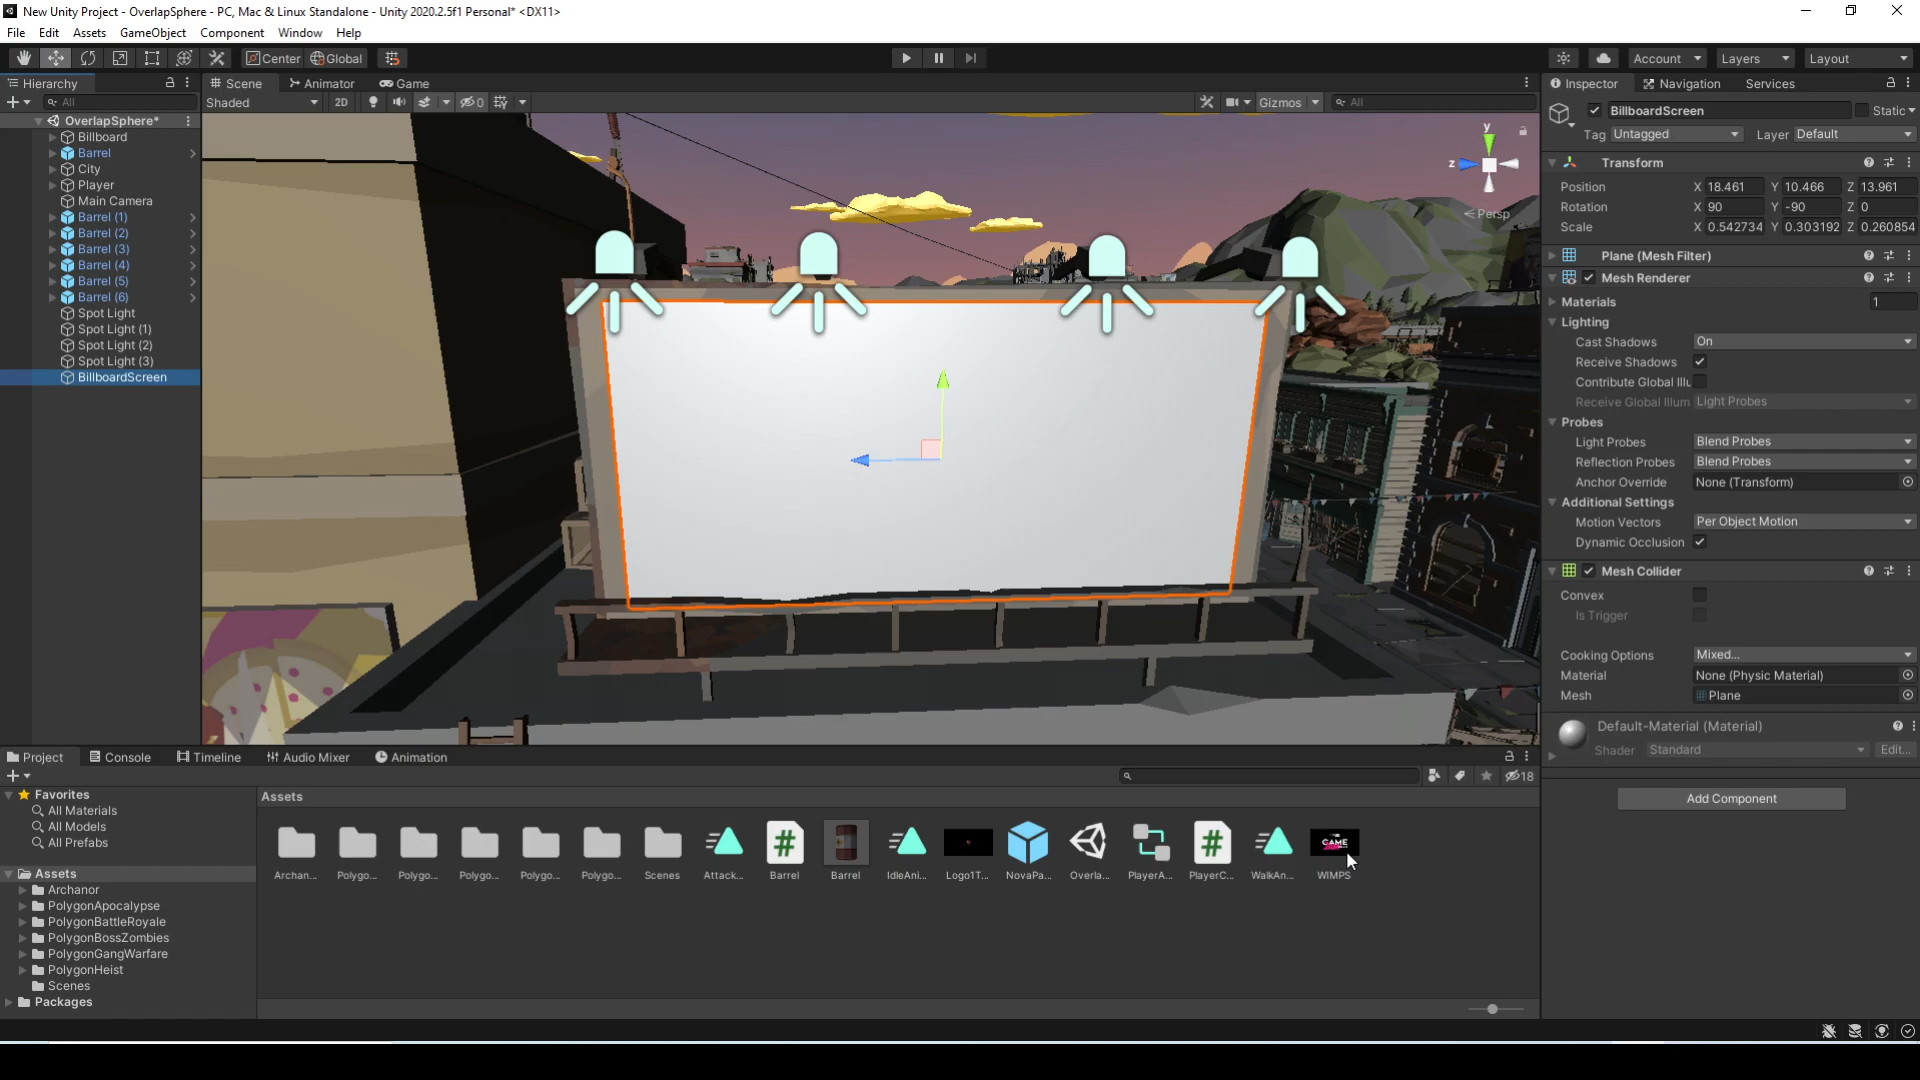 New Unity Project - OverlapSphere - PC, Mac & Linux Standalone - Unity 2020.2.5f1 Personal* <DX11>
File Edit Assets GameObject Component Window Help
Center Global Account Layers Layout
Hierarchy
Scene Animator Game
Inspector Navigation Services
All
Shaded 2D 0 Gizmos All
OverlapSphere*
Billboard
Barrel
City
Player
Main Camera
Barrel (1)
Barrel (2)
Barrel (3)
Barrel (4)
Barrel (5)
Barrel (6)
Spot Light
Spot Light (1)
Spot Light (2)
Spot Light (3)
BillboardScreen
y
z
Persp
BillboardScreen Static
Tag Untagged Layer Default
Transform
Position X 18.461 Y 10.466 Z 13.961
Rotation X 90 Y -90 Z 0
Scale X 0.542734 Y 0.303192 Z 0.260854
Plane (Mesh Filter)
Mesh Renderer
Materials 1
Lighting
Cast Shadows On
Receive Shadows
Contribute Global Illu
Receive Global Illum Light Probes
Probes
Light Probes Blend Probes
Reflection Probes Blend Probes
Anchor Override None (Transform)
Additional Settings
Motion Vectors Per Object Motion
Dynamic Occlusion
Mesh Collider
Convex
Is Trigger
Cooking Options Mixed...
Material None (Physic Material)
Mesh Plane
Default-Material (Material)
Shader Standard Edit...
Add Component
Project Console Timeline Audio Mixer Animation
18
Favorites
All Materials
All Models
All Prefabs
Assets
Archanor
PolygonApocalypse
PolygonBattleRoyale
PolygonBossZombies
PolygonGangWarfare
PolygonHeist
Scenes
Packages
Assets
GAME
Archan... Polygo... Polygo... Polygo... Polygo... Polygo... Scenes Attack... Barrel Barrel IdleAni... Logo1T... NovaPa... Overla... PlayerA... PlayerC... WalkAn... WIMPS